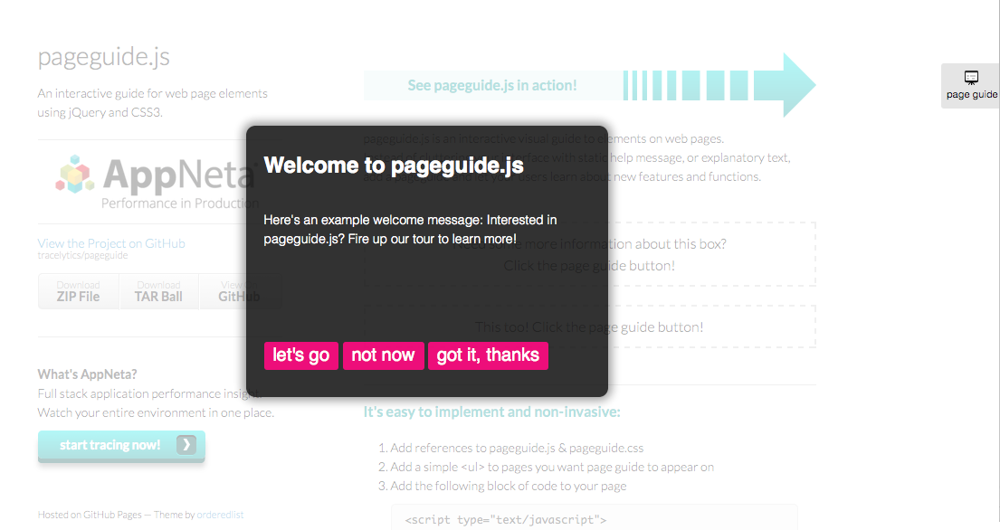 pageguide.js
An interactive guide for web page elements
using jQuery and CSS3.
AppNeta
Performance in Production
View the Project on GitHub
tracelytics/pageguide
Download
ZIP File
Download
TAR Ball
View
GitHub
What's AppNeta?
Full stack application performance insight.
Watch your entire environment in one place.
start tracing now!
Hosted on GitHub Pages — Theme by orderedlist
See pageguide.js in action!
page guide
pageguide.js is an interactive visual guide to elements on web pages.
interface with static help message, or explanatory text,
add a page guide and let your users learn about new features and functions.
Welcome to pageguide.js
Here's an example welcome message: Interested in
pageguide.js? Fire up our tour to learn more!
let's go
not now
got it, thanks
Need some more information about this box?
Click the page guide button!
This too! Click the page guide button!
It's easy to implement and non-invasive:
1. Add references to pageguide.js & pageguide.css
2. Add a simple <ul> to pages you want page guide to appear on
3. Add the following block of code to your page
<script type="text/javascript">